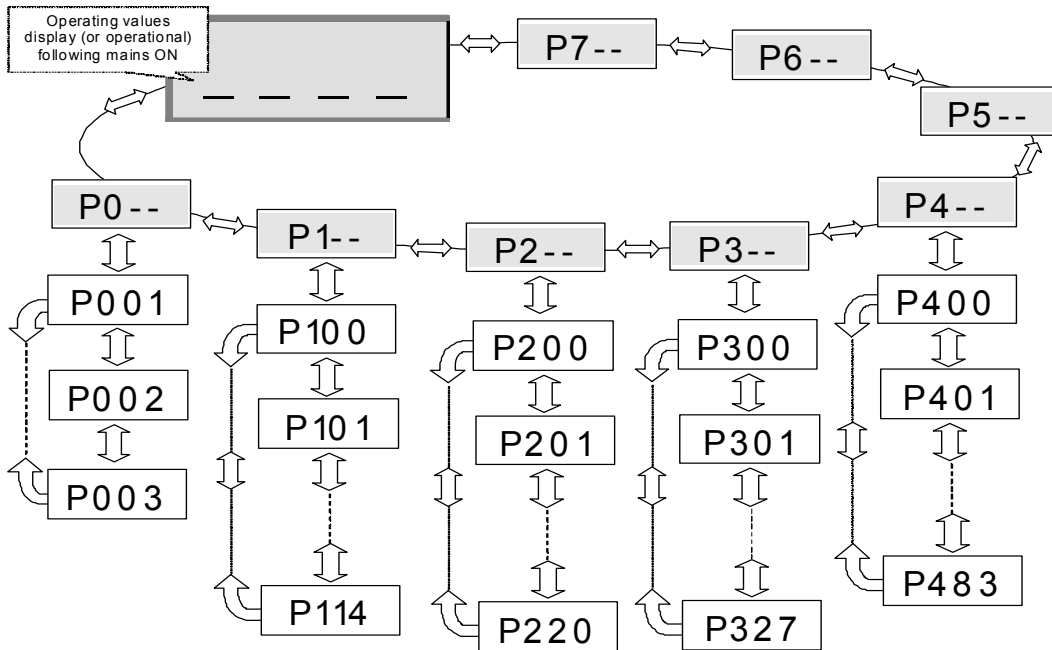 Operating values
display (or operational)
following mains ON
_ _ _ _
P7--
P6--
P5--
P0--
P1--
P2--
P3--
P4--
P001
P002
P003
P100
P101
P114
P200
P201
P220
P300
P301
P327
P400
P401
P483